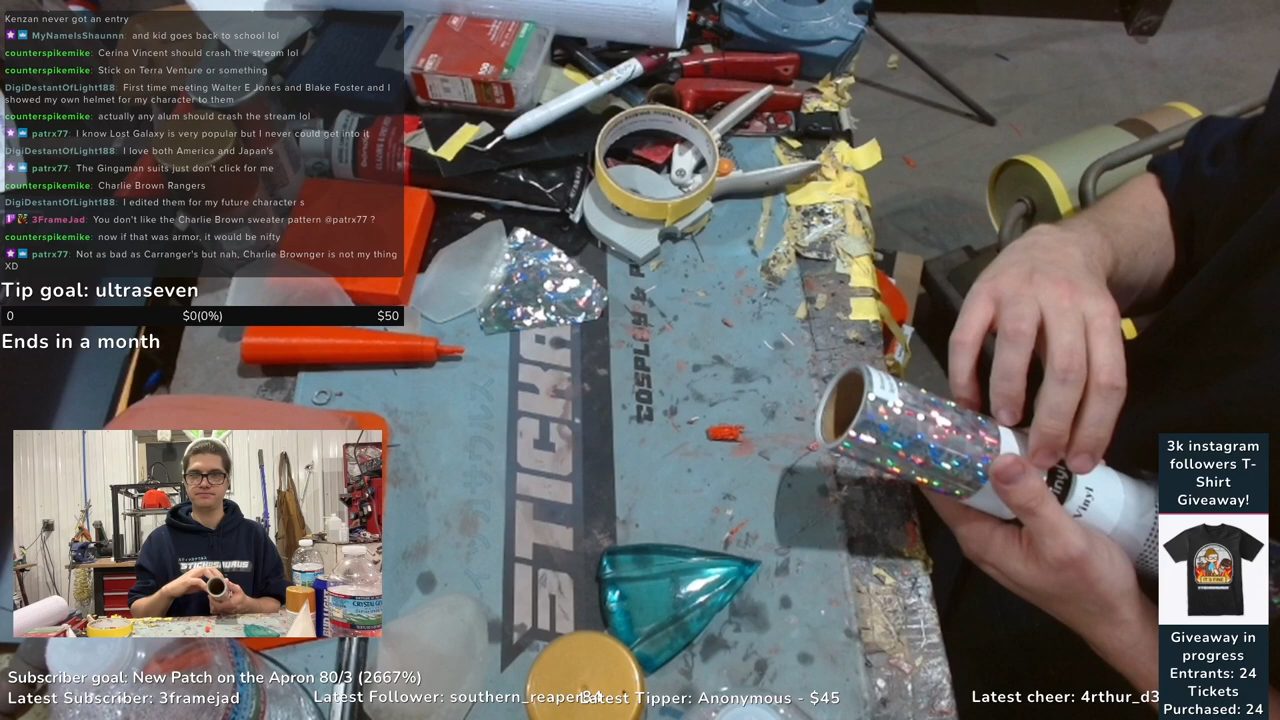 Kenzan never got an entry
MyNameIsShaunnn: and kid goes back to school lol
counterspikemike: Cerina Vincent should crash the stream lol
counterspikemike: Stick on Terra Venture or something
DigiDestantOfLight188: First time meeting Walter E Jones and Blake Foster and I
showed my own helmet for my character to them
counterspikemike: actually any alum should crash the stream lol
patrx77: I know Lost Galaxy is very popular but I never could get into it
DigiDestantOfLight188: I love both America and Japan's
patrx77: The Gingaman suits just don't click for me
counterspikemike: Charlie Brown Rangers
DigiDestantOfLight188: I edited them for my future character s
3FrameJad: You don't like the Charlie Brown sweater pattern @patrx77 ?
counterspikemike: now if that was armor, it would be nifty
patrx77: Not as bad as Carranger's but nah, Charlie Brownger is not my thing
XD
Tip goal: ultraseven
0 $0(0%) $50
Ends in a month
COSPLAY &
STICKSAURUS
CRYSTAL
Vinyl
3k instagram
followers T-
Shirt
Giveaway!
Giveaway in
progress
Entrants: 24
Tickets
Purchased: 24
Subscriber goal: New Patch on the Apron 80/3 (2667%)
Latest Subscriber: 3framejad
Latest Follower: southern_reaper84
Latest Tipper: Anonymous - $45
Latest cheer: 4rthur_d3